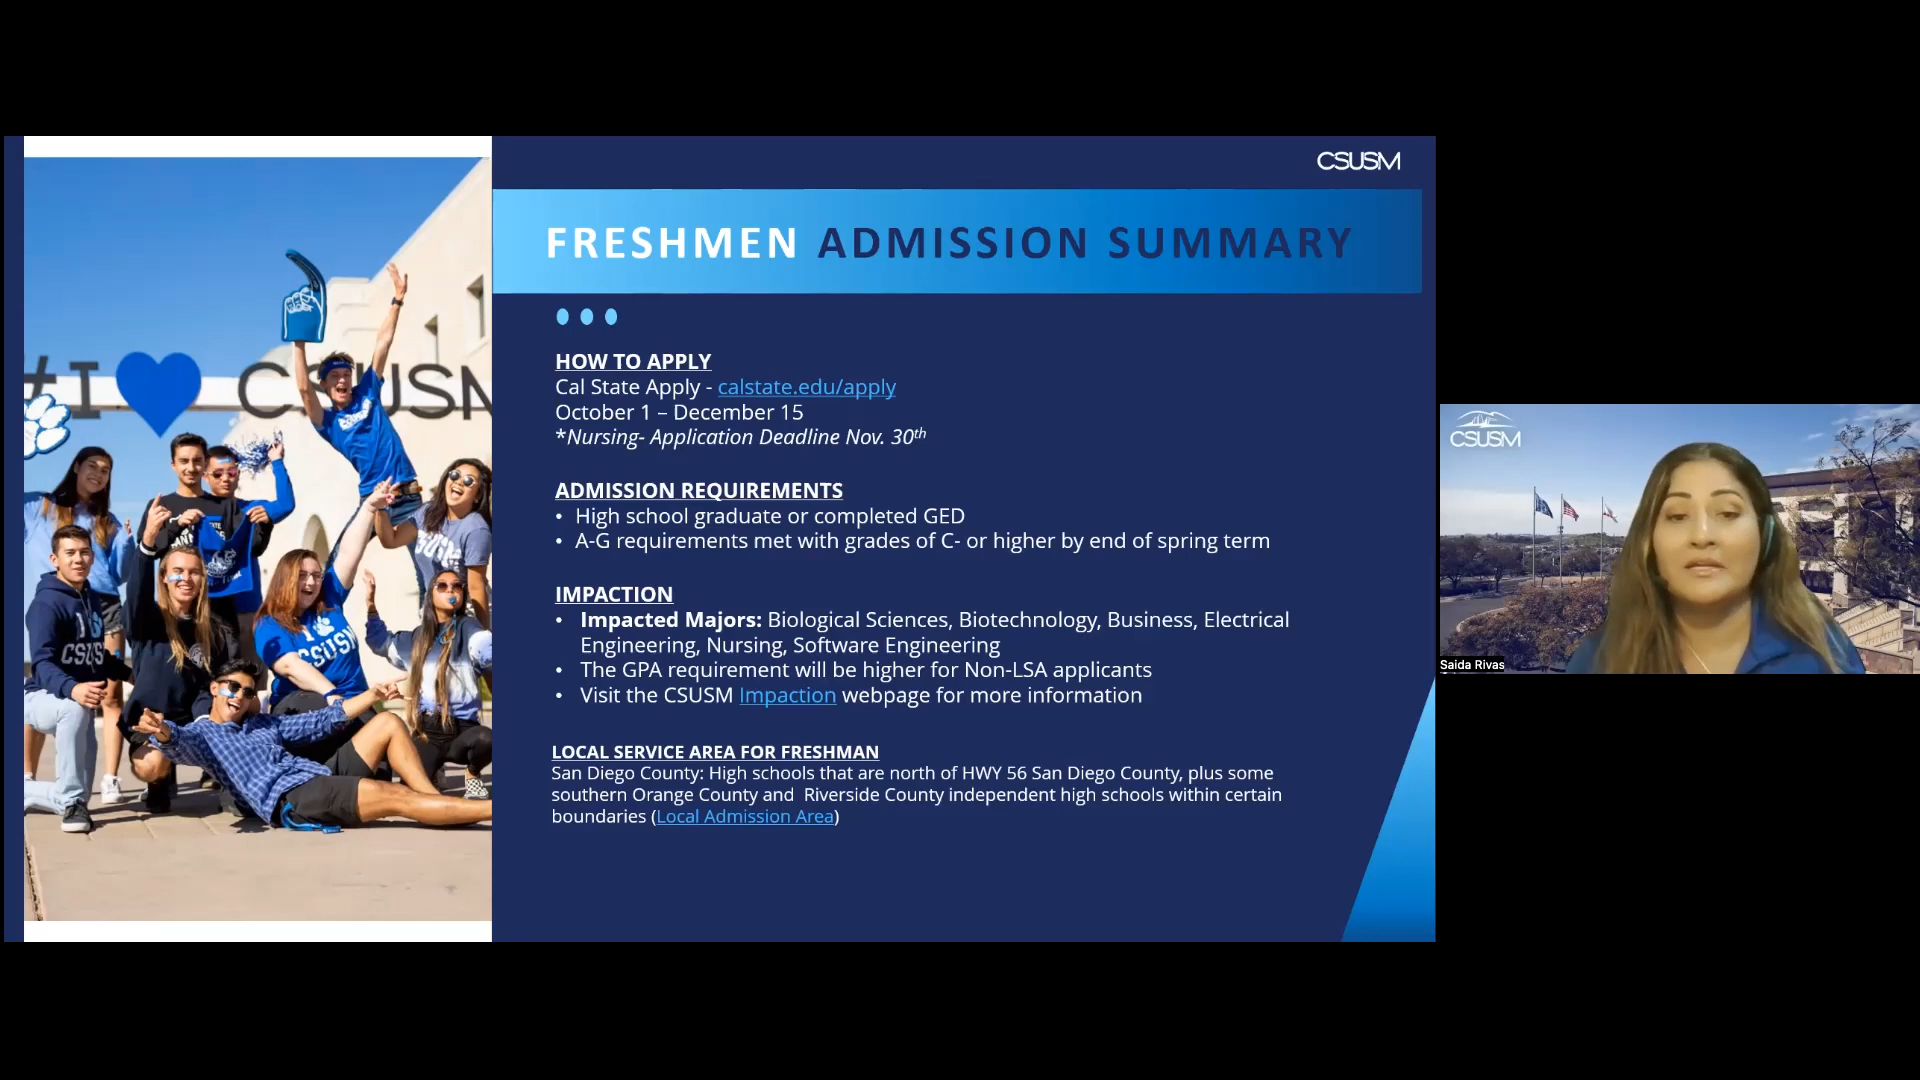 CSUSM
FRESHMEN ADMISSION SUMMARY
HOW TO APPLY
Cal State Apply - calstate.edu/apply
October 1 – December 15
*Nursing- Application Deadline Nov. 30th
ADMISSION REQUIREMENTS
• High school graduate or completed GED
• A-G requirements met with grades of C- or higher by end of spring term
IMPACTION
• Impacted Majors: Biological Sciences, Biotechnology, Business, Electrical
Engineering, Nursing, Software Engineering
• The GPA requirement will be higher for Non-LSA applicants
• Visit the CSUSM Impaction webpage for more information
LOCAL SERVICE AREA FOR FRESHMAN
San Diego County: High schools that are north of HWY 56 San Diego County, plus some
southern Orange County and Riverside County independent high schools within certain
boundaries (Local Admission Area)
#I CSUSM
CSUSM
CSUSM
Saida Rivas